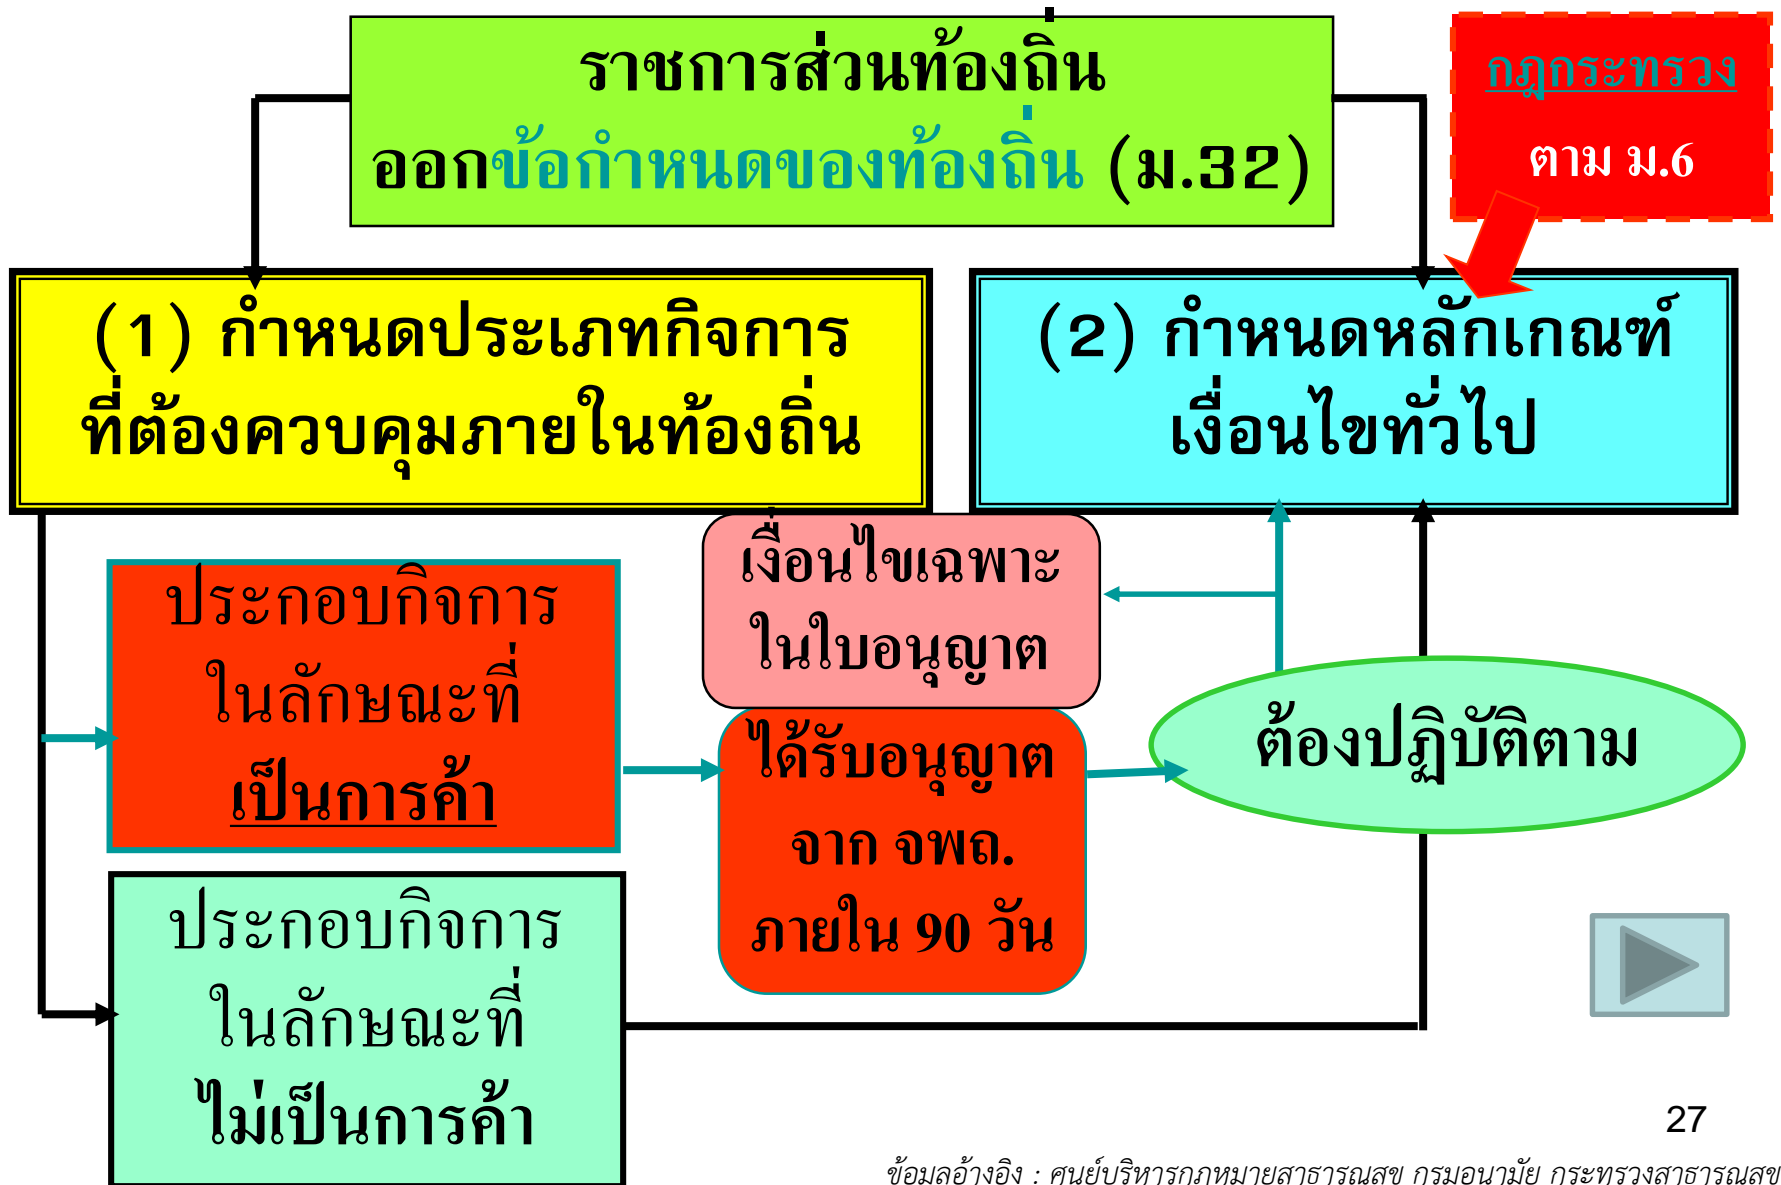 ราชการส่วนท้องถิ่น
ออกข้อกำหนดของท้องถิ่น (ม.32)
กฎกระทรวง
ตาม ม.6
(1) กำหนดประเภทกิจการ
ที่ต้องควบคุมภายในท้องถิ่น
(2) กำหนดหลักเกณฑ์
เงื่อนไขทั่วไป
เงื่อนไขเฉพาะ
ในใบอนุญาต
ประกอบกิจการ
ในลักษณะที่
เป็นการค้า
ได้รับอนุญาต
จาก จพถ.
ภายใน 90 วัน
ต้องปฏิบัติตาม
ประกอบกิจการ
ในลักษณะที่
ไม่เป็นการค้า
27
ข้อมูลอ้างอิง : ศูนย์บริหารกฎหมายสาธารณสุข กรมอนามัย กระทรวงสาธารณสุข